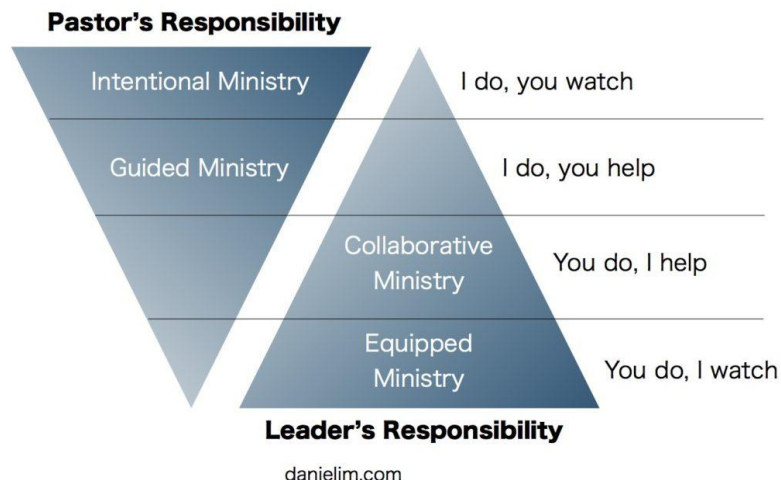 Pastor’s Responsibility
Intentional Ministry
I do, you watch
Guided Ministry
I do, you help
Collaborative
Ministry
You do, I help
Equipped
Ministry
You do, I watch
Leader’s Responsibility
danielim.com